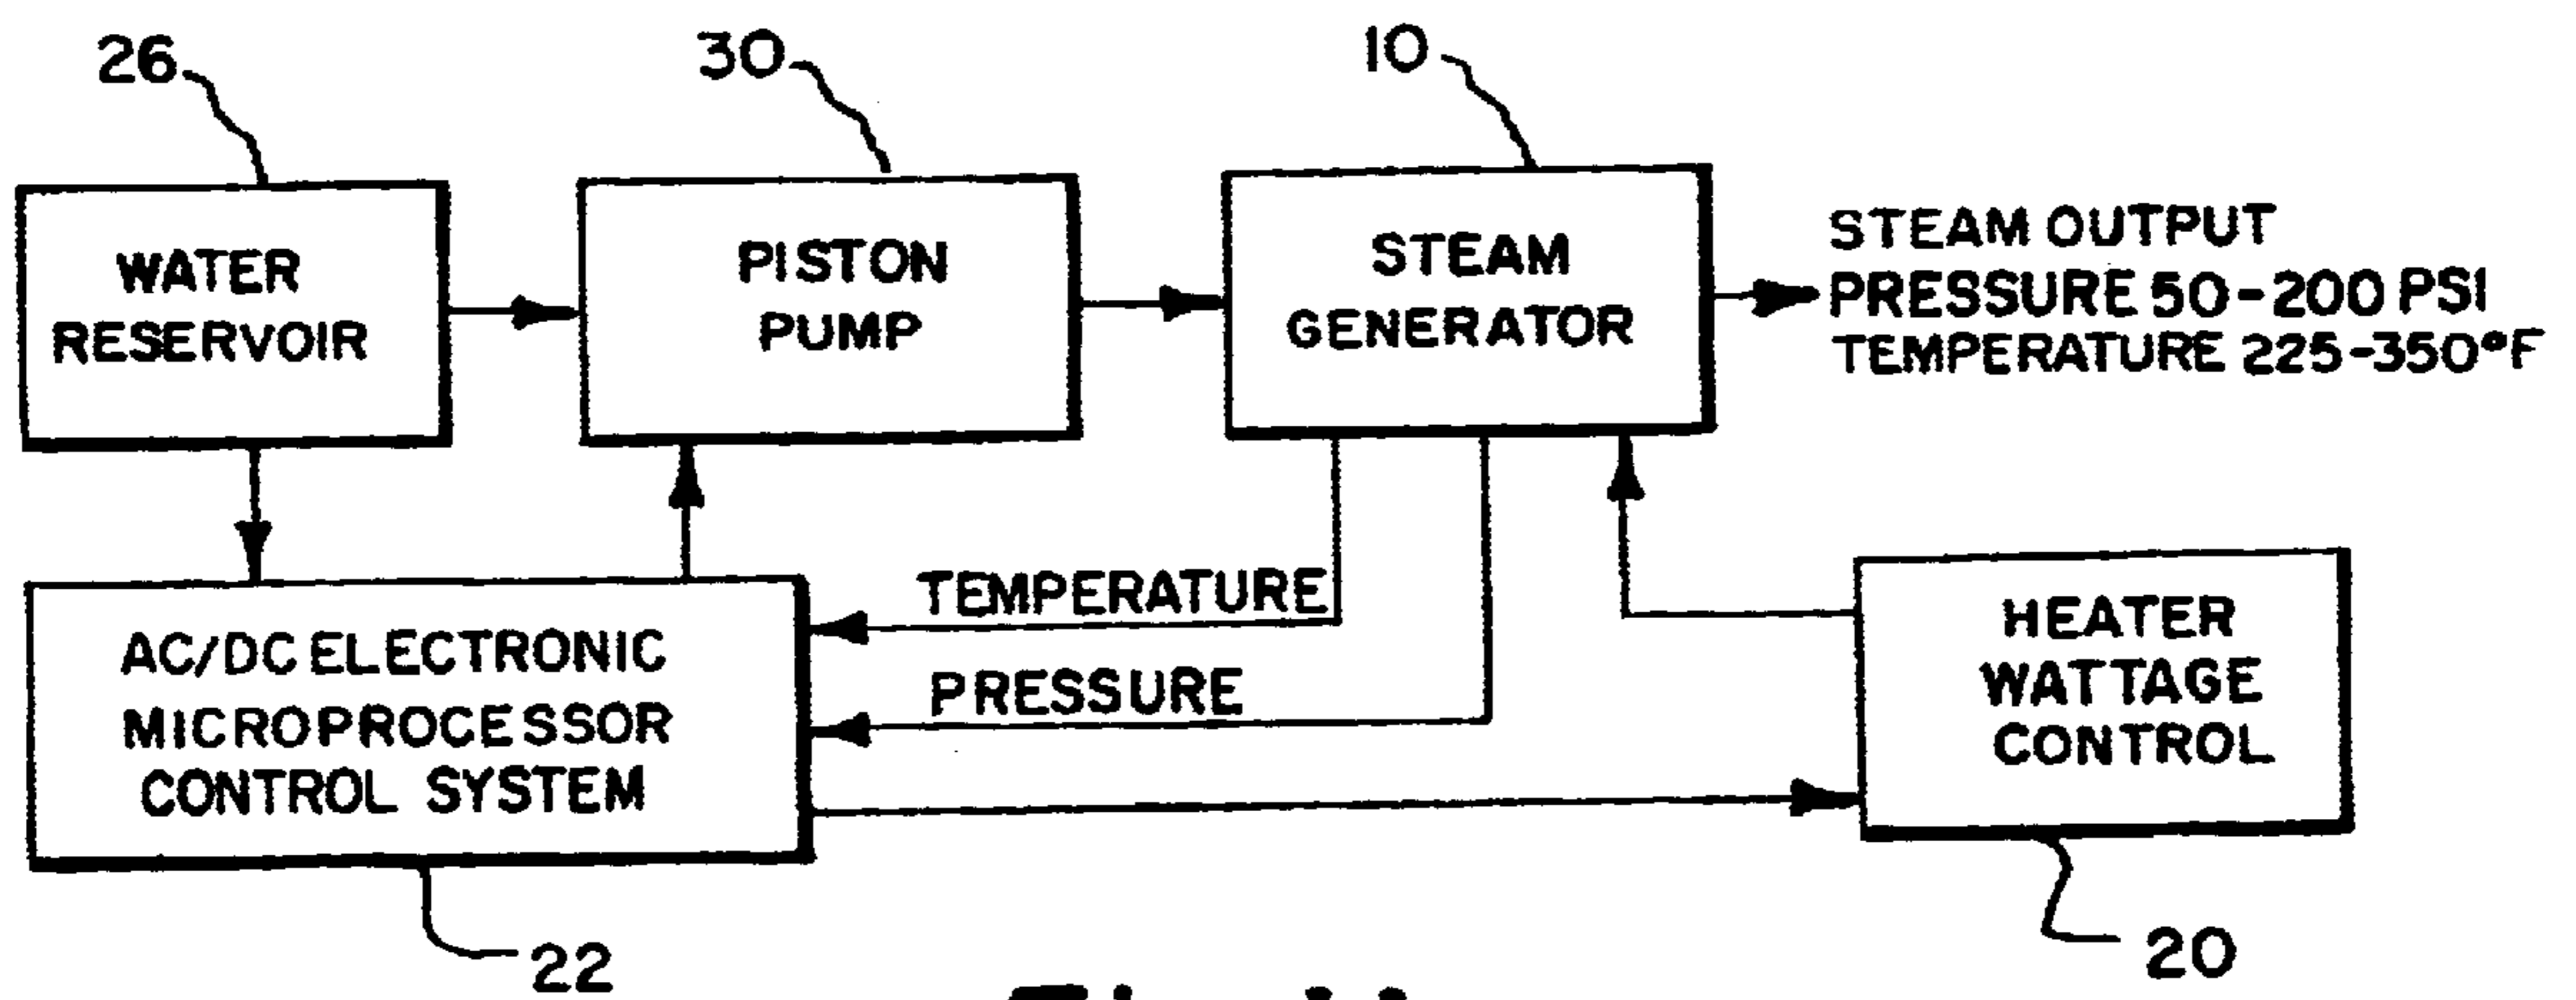 26
30
10
WATER
RESERVOIR
PISTON
PUMP
STEAM
GENERATOR
STEAM OUTPUT
PRESSURE 50-200 PSI
TEMPERATURE 225-350°F
AC/DC ELECTRONIC
MICROPROCESSOR
CONTROL SYSTEM
TEMPERATURE
PRESSURE
HEATER
WATTAGE
CONTROL
22
20